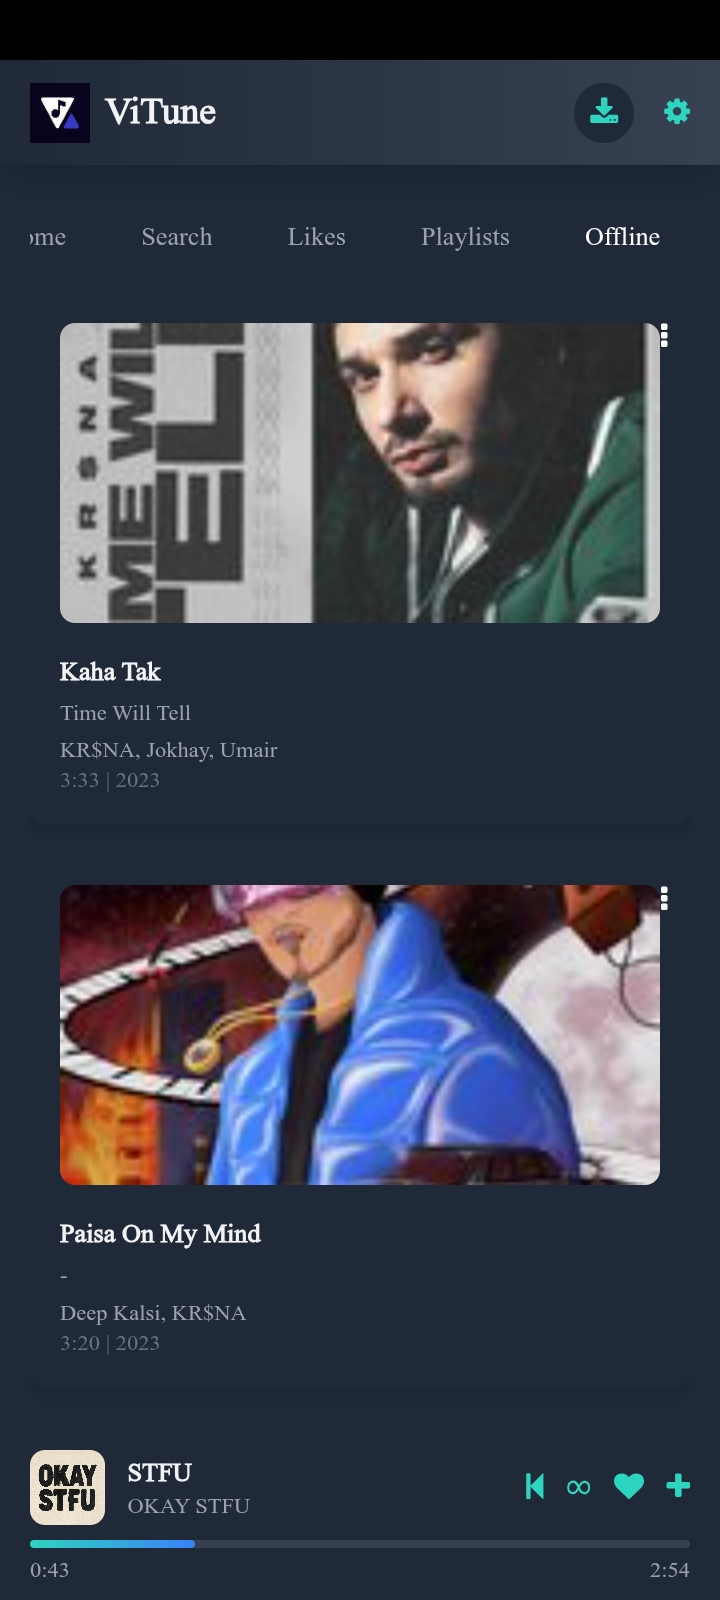 ViTune
ome Search Likes Playlists Offline
KR$NA
ME WIL
TELL
Kaha Tak
Time Will Tell
KR$NA, Jokhay, Umair
3:33 | 2023
Paisa On My Mind
-
Deep Kalsi, KR$NA
3:20 | 2023
OKAY
STFU
STFU
OKAY STFU
0:43 2:54